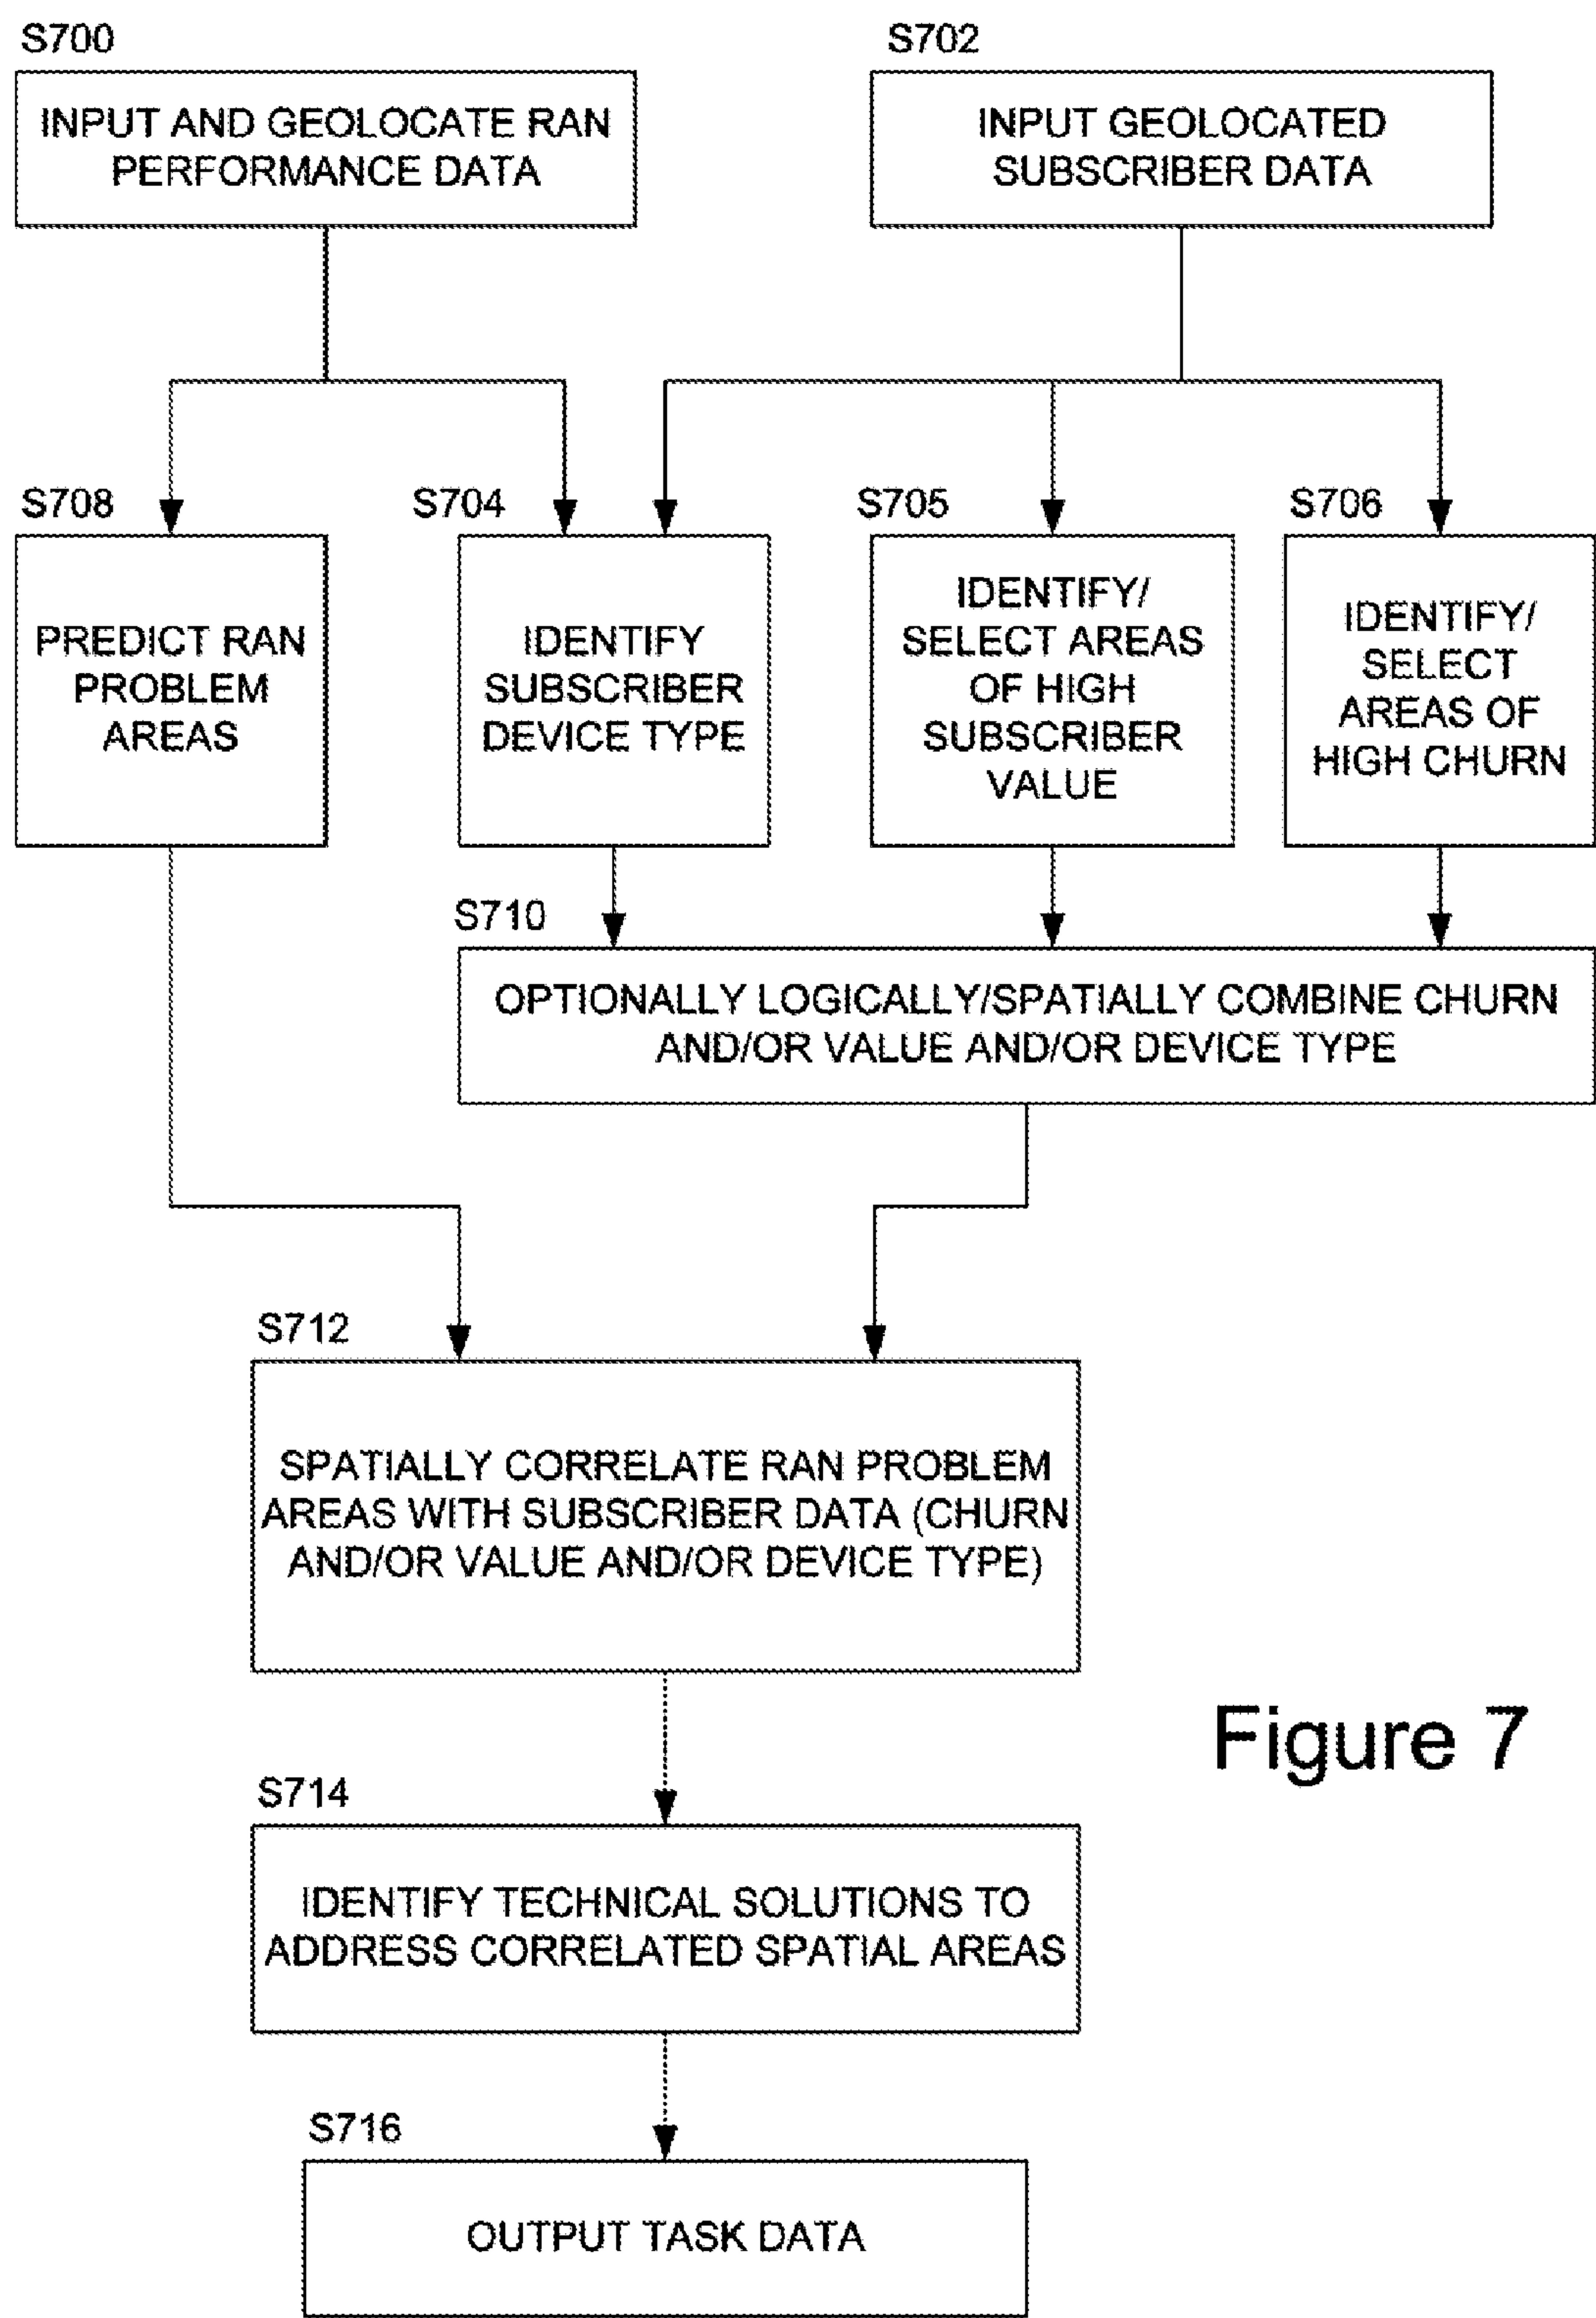 S700
INPUT AND GEOLOCATE RAN
PERFORMANCE DATA
S702
INPUT GEOLOCATED
SUBSCRIBER DATA
S708
PREDICT RAN
PROBLEM
AREAS
S704
IDENTIFY
SUBSCRIBER
DEVICE TYPE
S705
IDENTIFY/
SELECT AREAS
OF HIGH
SUBSCRIBER
VALUE
S706
IDENTIFY/
SELECT
AREAS OF
HIGH CHURN
S710
OPTIONALLY LOGICALLY/SPATIALLY COMBINE CHURN
AND/OR VALUE AND/OR DEVICE TYPE
S712
SPATIALLY CORRELATE RAN PROBLEM
AREAS WITH SUBSCRIBER DATA (CHURN
AND/OR VALUE AND/OR DEVICE TYPE)
Figure 7
S714
IDENTIFY TECHNICAL SOLUTIONS TO
ADDRESS CORRELATED SPATIAL AREAS
S716
OUTPUT TASK DATA